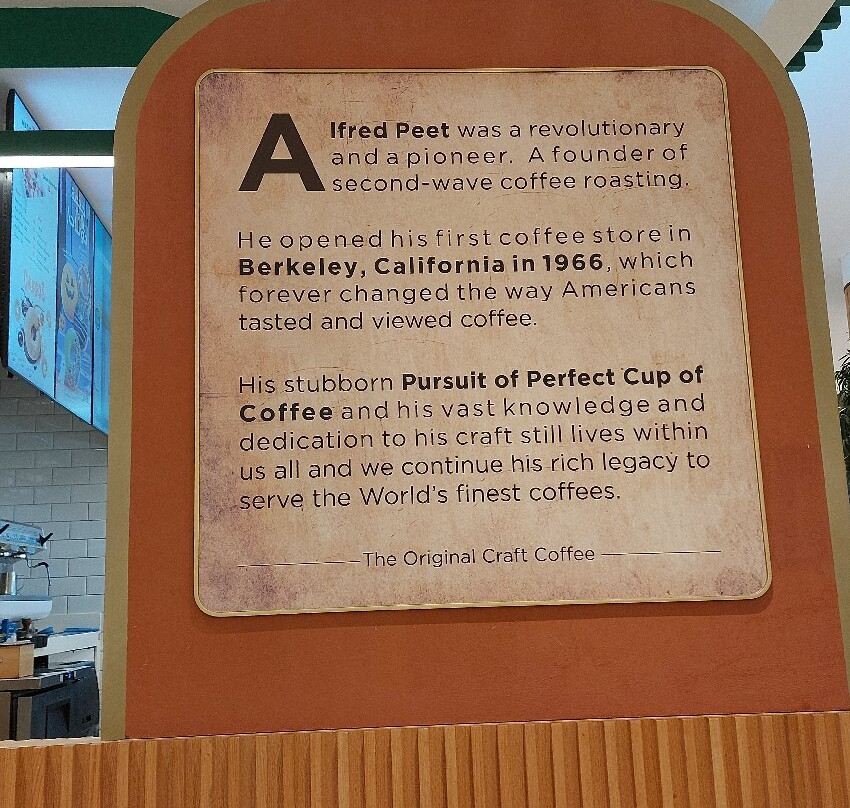 Alfred Peet was a revolutionary
and a pioneer. A founder of
second-wave coffee roasting.
He opened his first coffee store in
Berkeley, California in 1966, which
forever changed the way Americans
tasted and viewed coffee.
His stubborn Pursuit of Perfect Cup of
Coffee and his vast knowledge and
dedication to his craft still lives within
us all and we continue his rich legacy to
serve the World's finest coffees.
The Original Craft Coffee